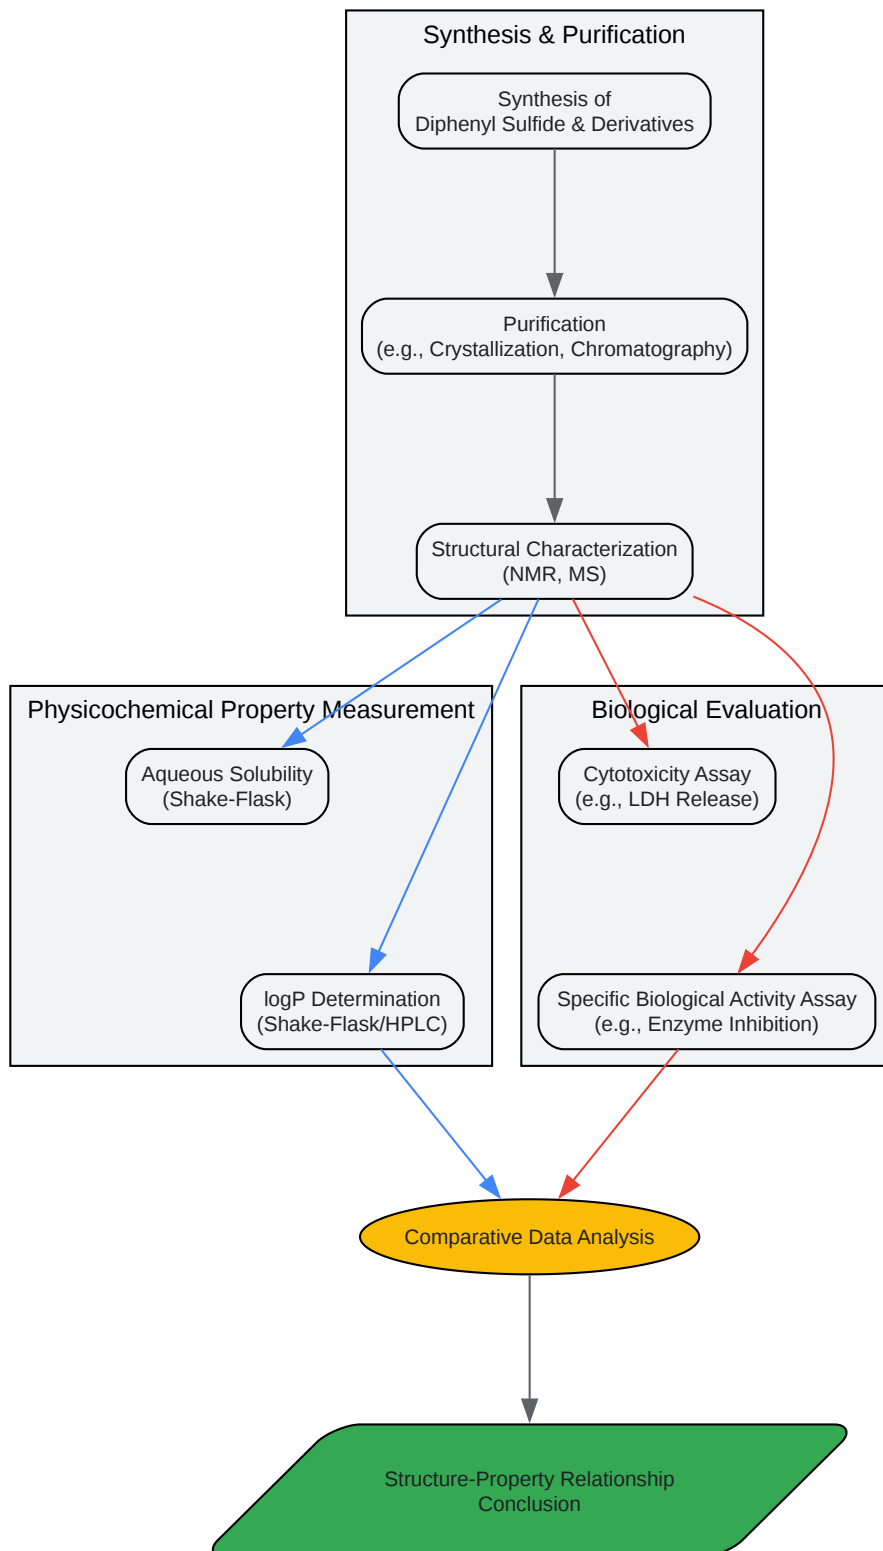 Synthesis & Purification
Synthesis of
Diphenyl Sulfide & Derivatives
Purification
(e.g., Crystallization, Chromatography)
Structural Characterization
(NMR, MS)
Physicochemical Property Measurement
Aqueous Solubility
(Shake-Flask)
logP Determination
(Shake-Flask/HPLC)
Biological Evaluation
Cytotoxicity Assay
(e.g., LDH Release)
Specific Biological Activity Assay
(e.g., Enzyme Inhibition)
Comparative Data Analysis
Structure-Property Relationship
Conclusion